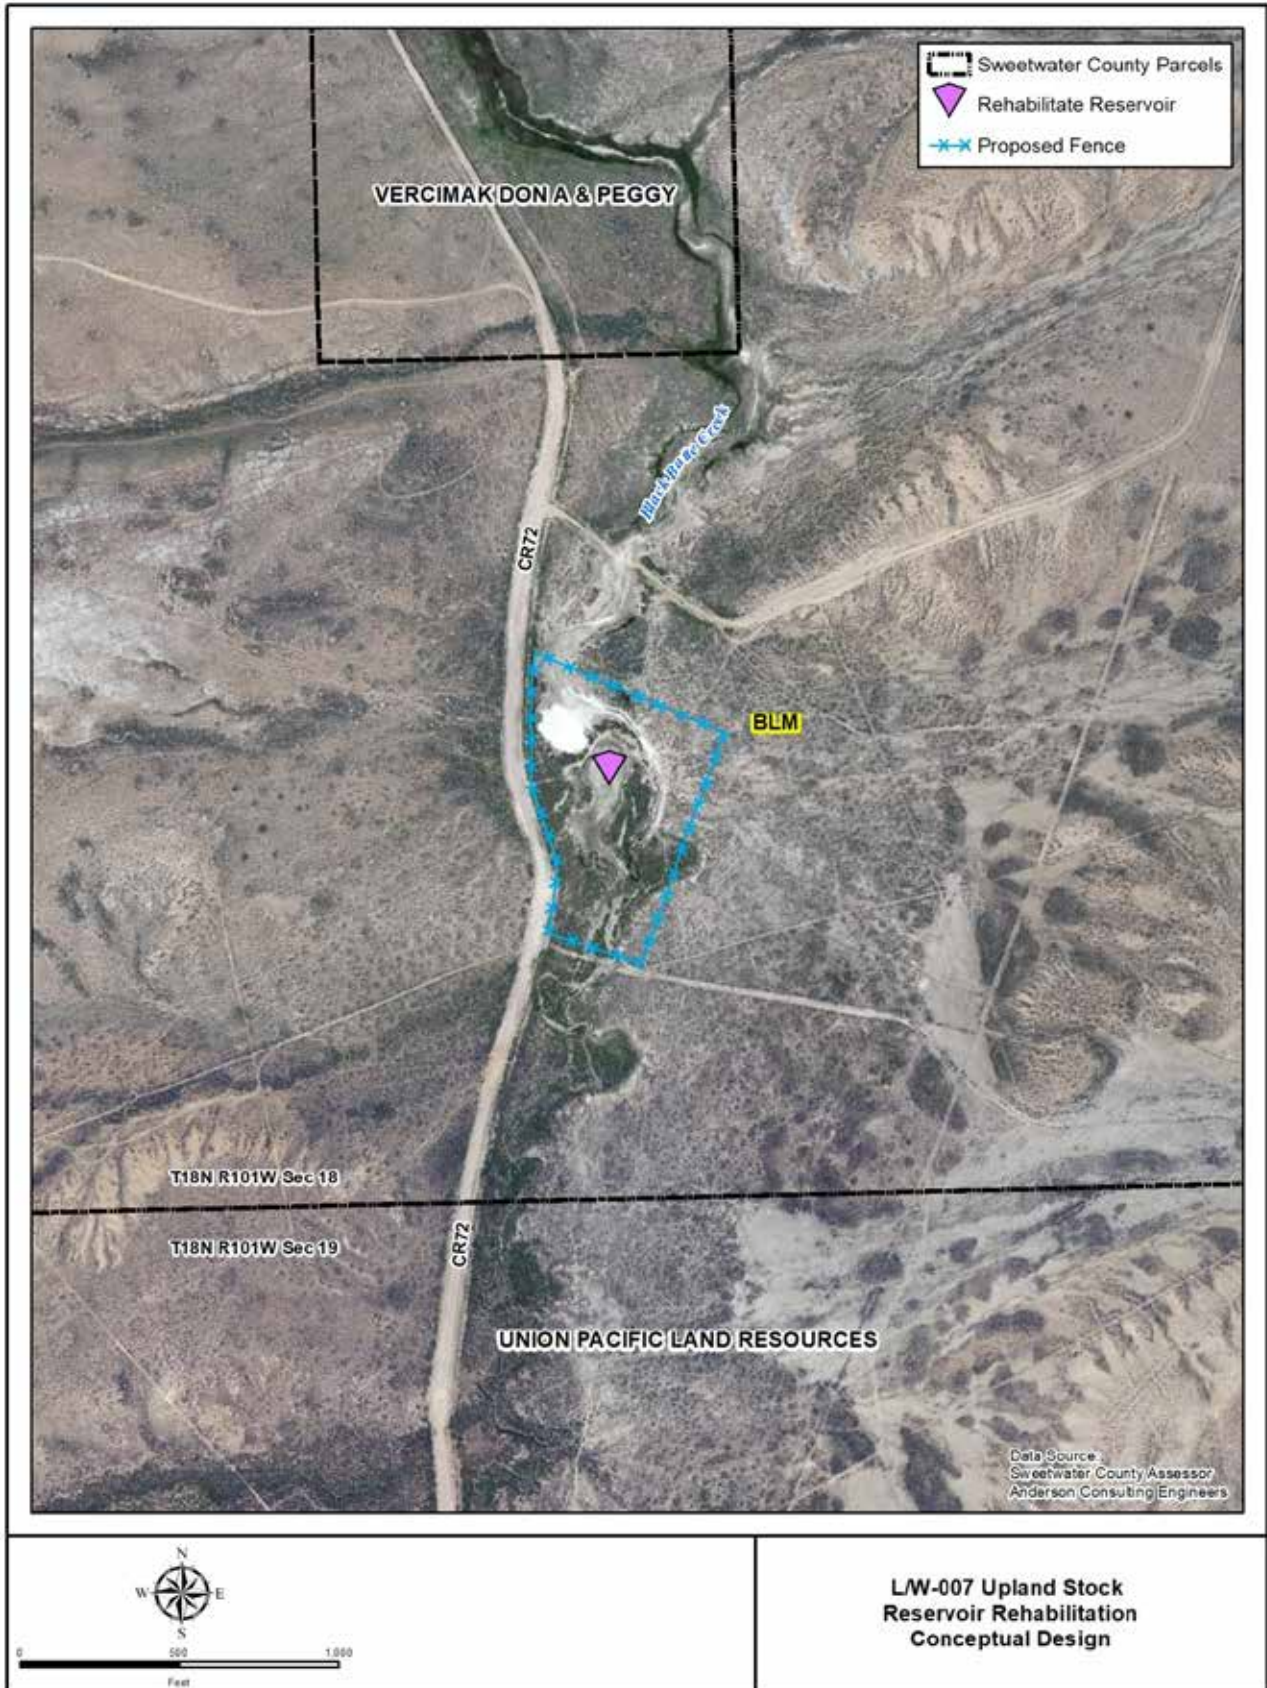 Sweetwater County Parcels
Rehabilitate Reservoir
Proposed Fence
VERCIMAK DON A & PEGGY
Black Butte Creek
CR72
BLM
T18N R101W Sec 18
T18N R101W Sec 19
CR72
UNION PACIFIC LAND RESOURCES
Data Source:
Sweetwater County Assessor
Anderson Consulting Engineers
N
W E
S
0 500 1,000
Feet
L/W-007 Upland Stock
Reservoir Rehabilitation
Conceptual Design